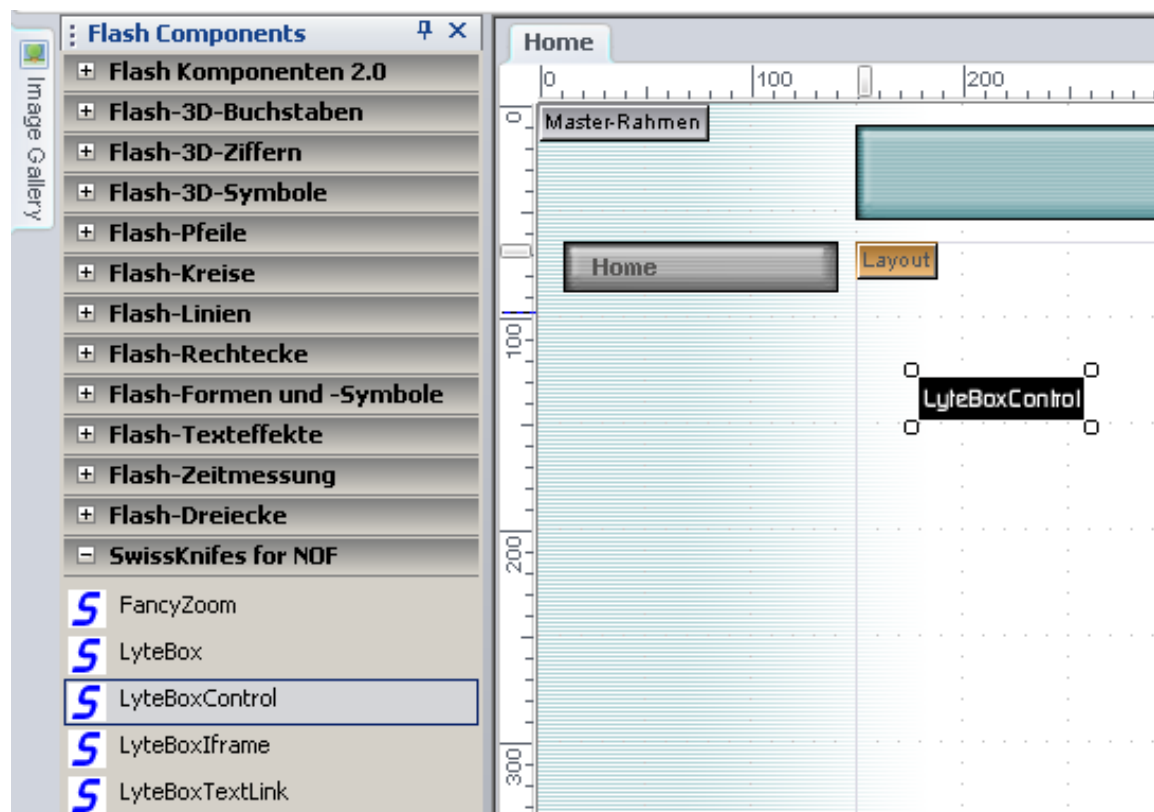 Image Gallery
Flash Components
Flash Komponenten 2.0
Flash-3D-Buchstaben
Flash-3D-Ziffern
Flash-3D-Symbole
Flash-Pfeile
Flash-Kreise
Flash-Linien
Flash-Rechtecke
Flash-Formen und -Symbole
Flash-Texteffekte
Flash-Zeitmessung
Flash-Dreiecke
SwissKnifes for NOF
FancyZoom
LyteBox
LyteBoxControl
LyteBoxIframe
LyteBoxTextLink
Home
0 100 200
0
100
200
300
Master-Rahmen
Home
Layout
LyteBoxControl